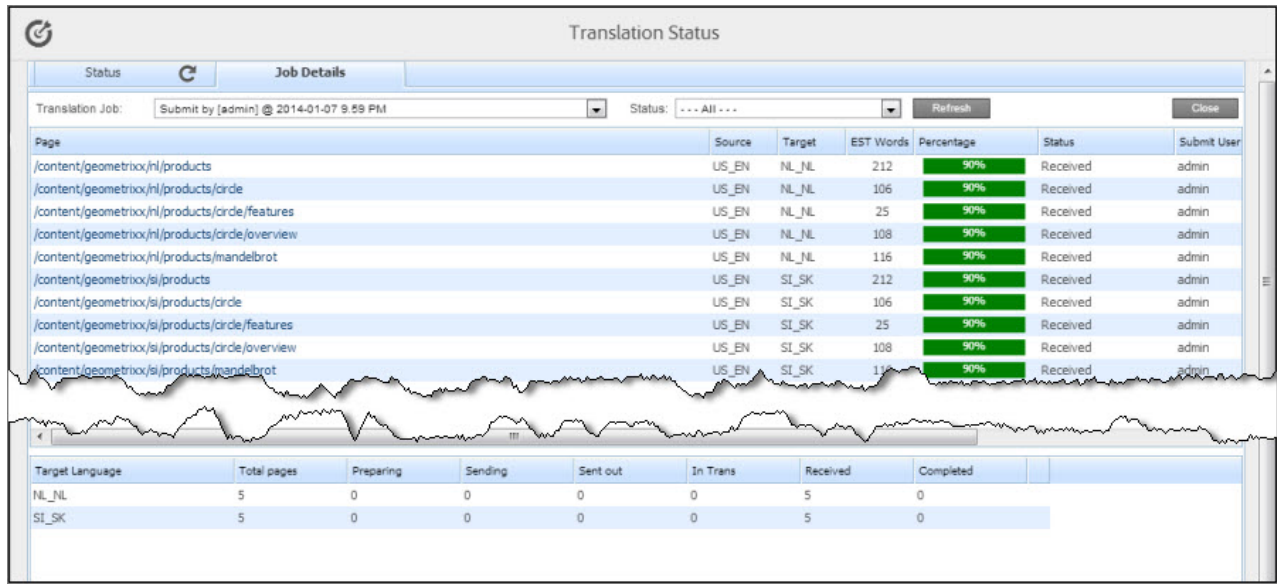 Translation Status
Status Job Details
Translation Job: Submit by [admin] @ 2014-01-07 9:59 PM Status: - - - All - - - Refresh Close
Page Source Target EST Words Percentage Status Submit User
/content/geometrixx/nl/products US_EN NL_NL 212 90% Received admin
/content/geometrixx/nl/products/circle US_EN NL_NL 106 90% Received admin
/content/geometrixx/nl/products/circle/features US_EN NL_NL 25 90% Received admin
/content/geometrixx/nl/products/circle/overview US_EN NL_NL 108 90% Received admin
/content/geometrixx/nl/products/mandelbrot US_EN NL_NL 116 90% Received admin
/content/geometrixx/si/products US_EN SI_SK 212 90% Received admin
/content/geometrixx/si/products/circle US_EN SI_SK 106 90% Received admin
/content/geometrixx/si/products/circle/features US_EN SI_SK 25 90% Received admin
/content/geometrixx/si/products/circle/overview US_EN SI_SK 108 90% Received admin
/content/geometrixx/si/products/mandelbrot US_EN SI_SK 90% Received admin
Target Language Total pages Preparing Sending Sent out In Trans Received Completed
NL_NL 5 0 0 0 0 5 0
SI_SK 5 0 0 0 0 5 0